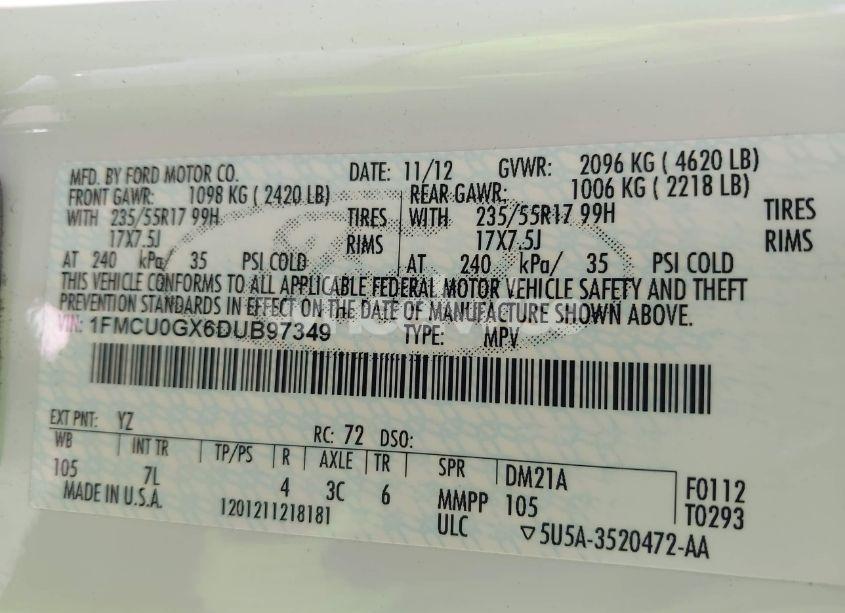 MFD. BY FORD MOTOR CO. DATE: 11/12 GVWR: 2096 KG ( 4620 LB)
FRONT GAWR: 1098 KG ( 2420 LB) REAR GAWR: 1006 KG ( 2218 LB)
WITH 235/55R17 99H TIRES WITH 235/55R17 99H TIRES
17X7.5J RIMS 17X7.5J RIMS
AT 240 kPa/ 35 PSI COLD AT 240 kPa/ 35 PSI COLD
THIS VEHICLE CONFORMS TO ALL APPLICABLE FEDERAL MOTOR VEHICLE SAFETY AND THEFT
PREVENTION STANDARDS IN EFFECT ON THE DATE OF MANUFACTURE SHOWN ABOVE.
VIN: 1FMCU0GX6DUB97349 TYPE: MPV
EXT PNT: YZ RC: 72 DSO:
WB INT TR TP/PS R AXLE TR SPR DM21A F0112
105 7L 4 3C 6 MMPP 105 T0293
MADE IN U.S.A. 1201211218181 ULC ▽5U5A-3520472-AA